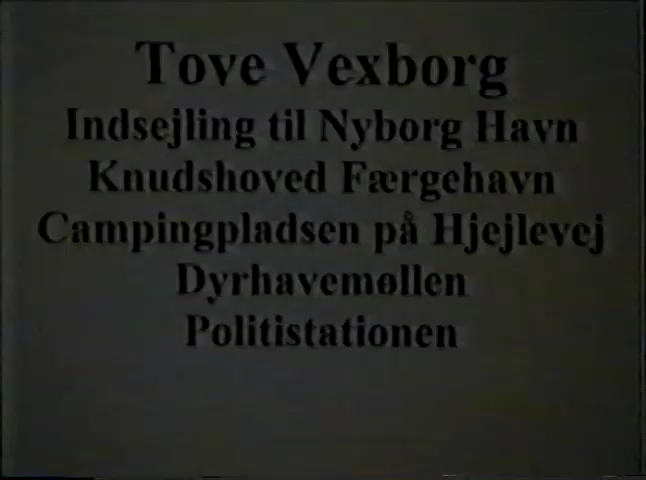 Tove Vexborg
Indsejling til Nyborg Havn
Knudshoved Færgehavn
Campingpladsen på Hjejlevej
Dyrhavemøllen
Politistationen